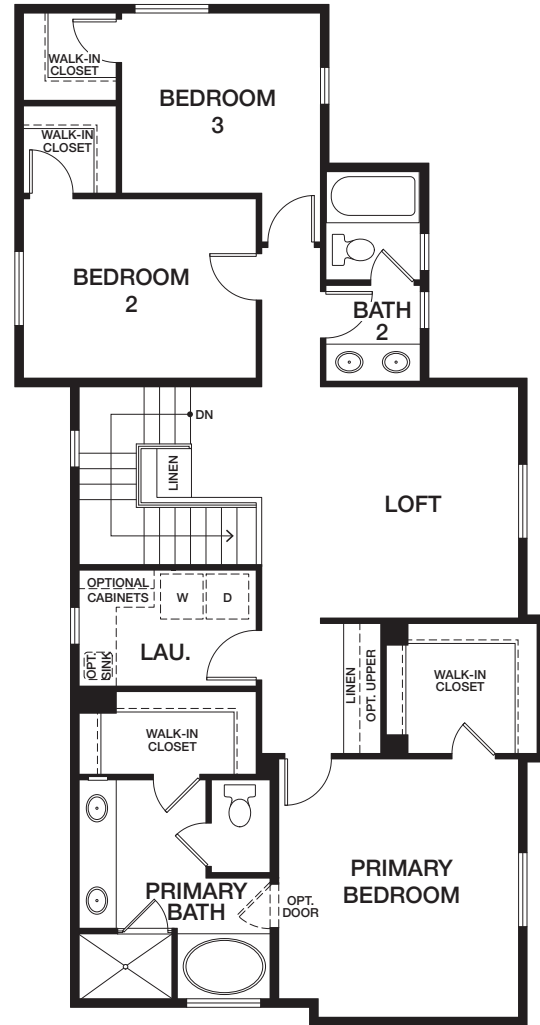 WALK-IN
CLOSET
BEDROOM
3
WALK-IN
CLOSET
BEDROOM
2
BATH
2
DN
LINEN
LOFT
OPTIONAL
CABINETS
W
D
OPT.
SINK
LAU.
LINEN
OPT. UPPER
WALK-IN
CLOSET
WALK-IN
CLOSET
PRIMARY
BEDROOM
PRIMARY
BATH
OPT.
DOOR